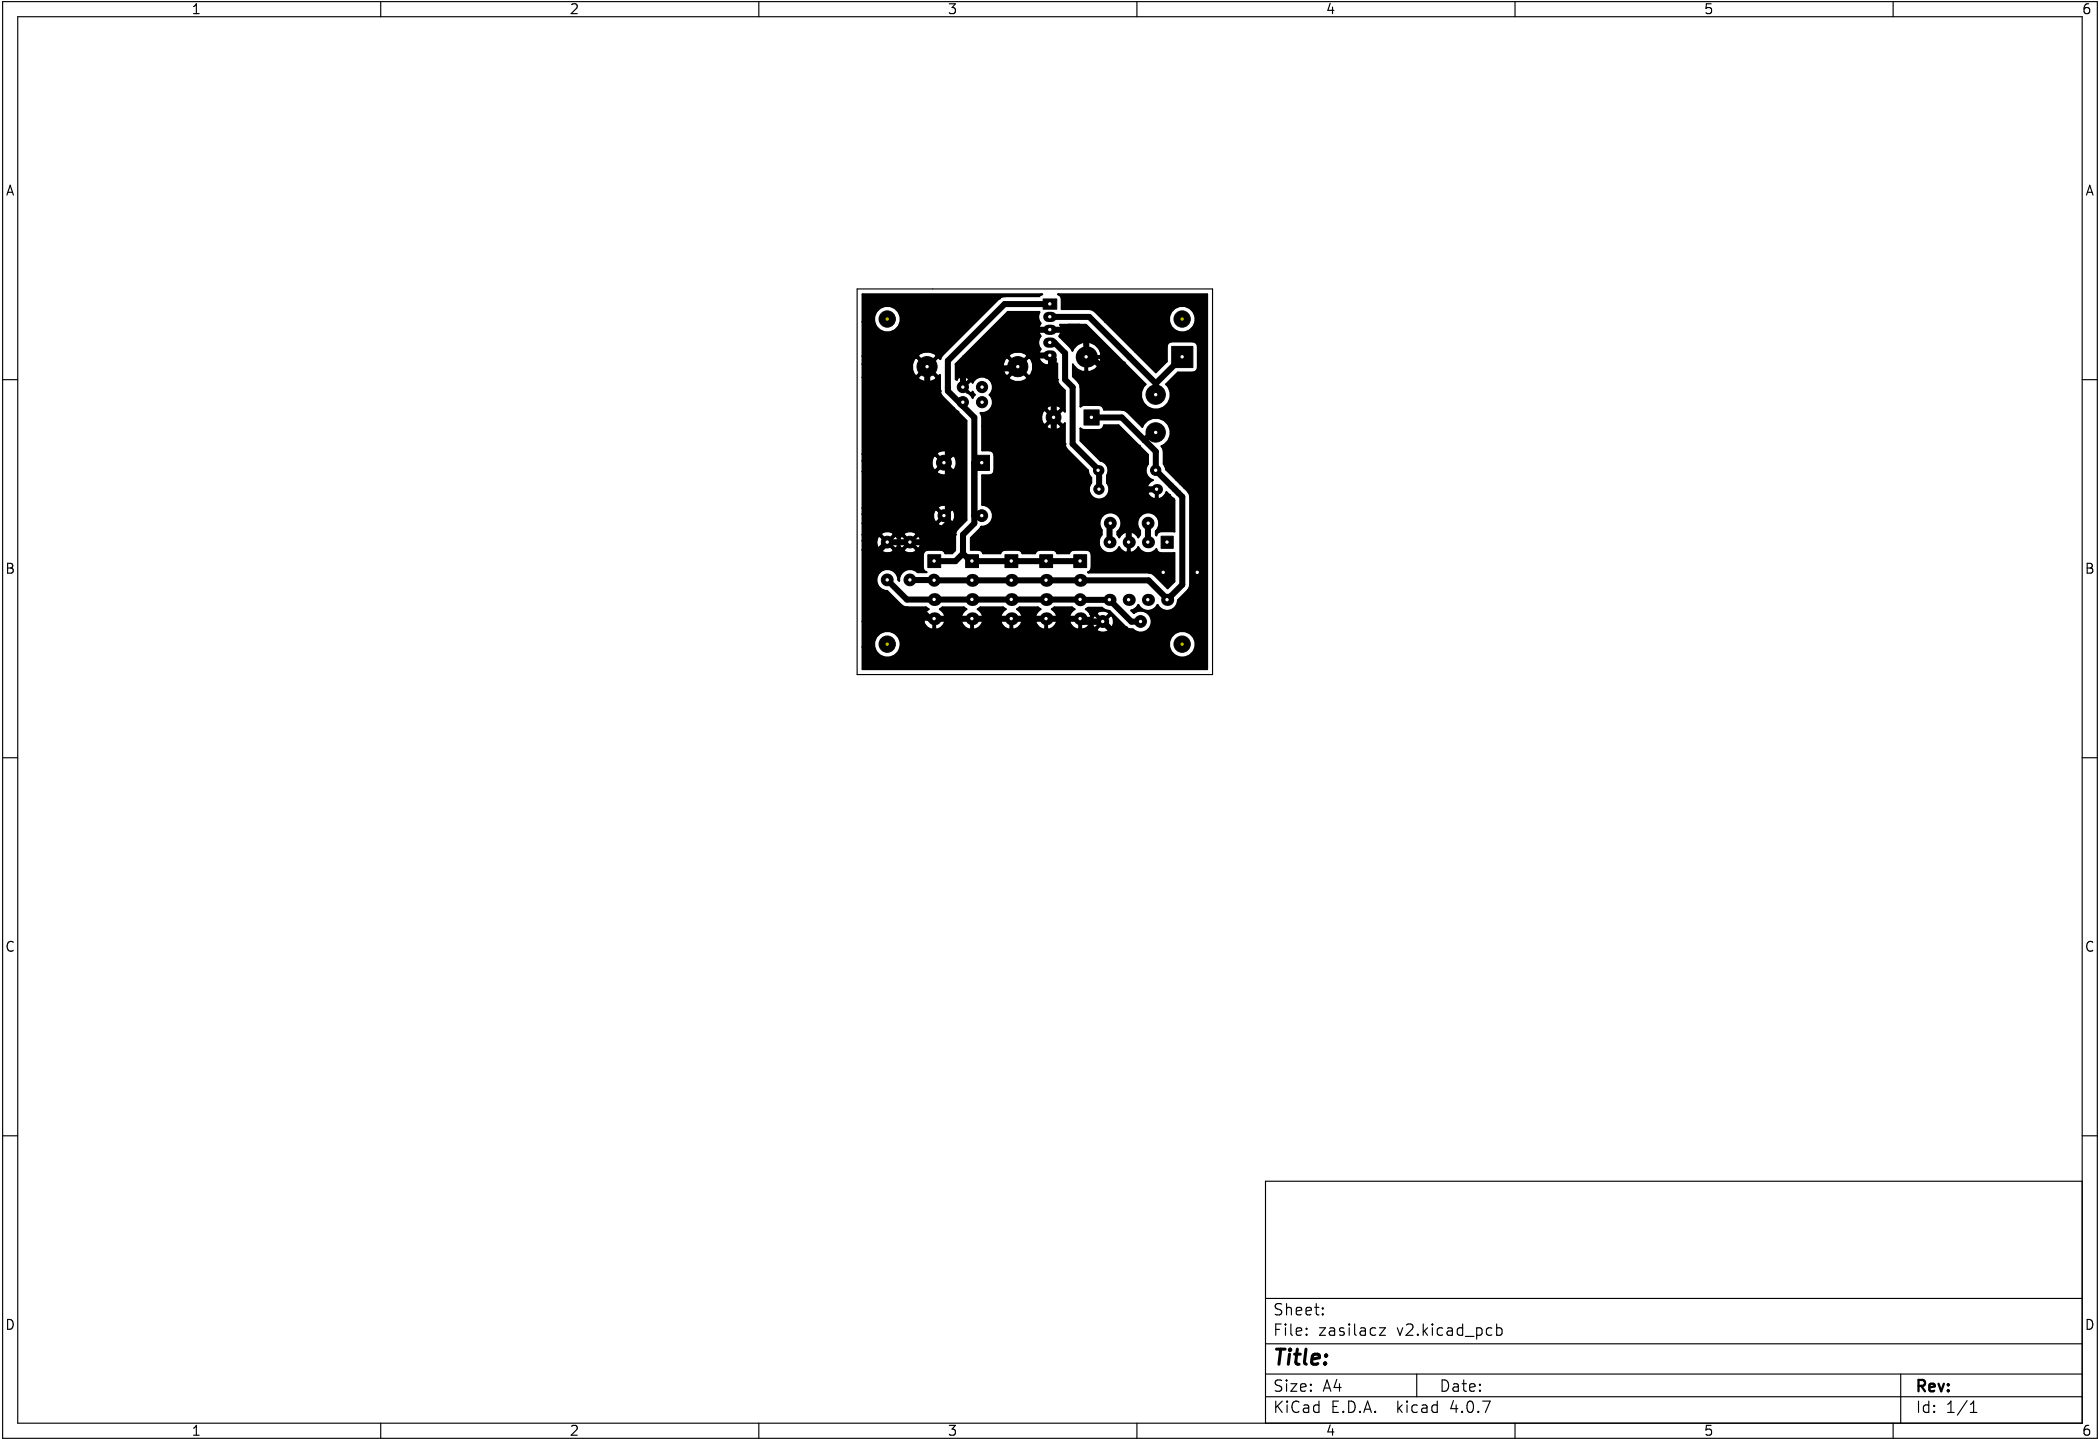 1 2 3 4 5 6
A A
B B
C C
Sheet:
File: zasilacz v2.kicad_pcb
D D
Title:
Size: A4 Date: Rev:
KiCad E.D.A. kicad 4.0.7 Id: 1/1
1 2 3 4 5 6